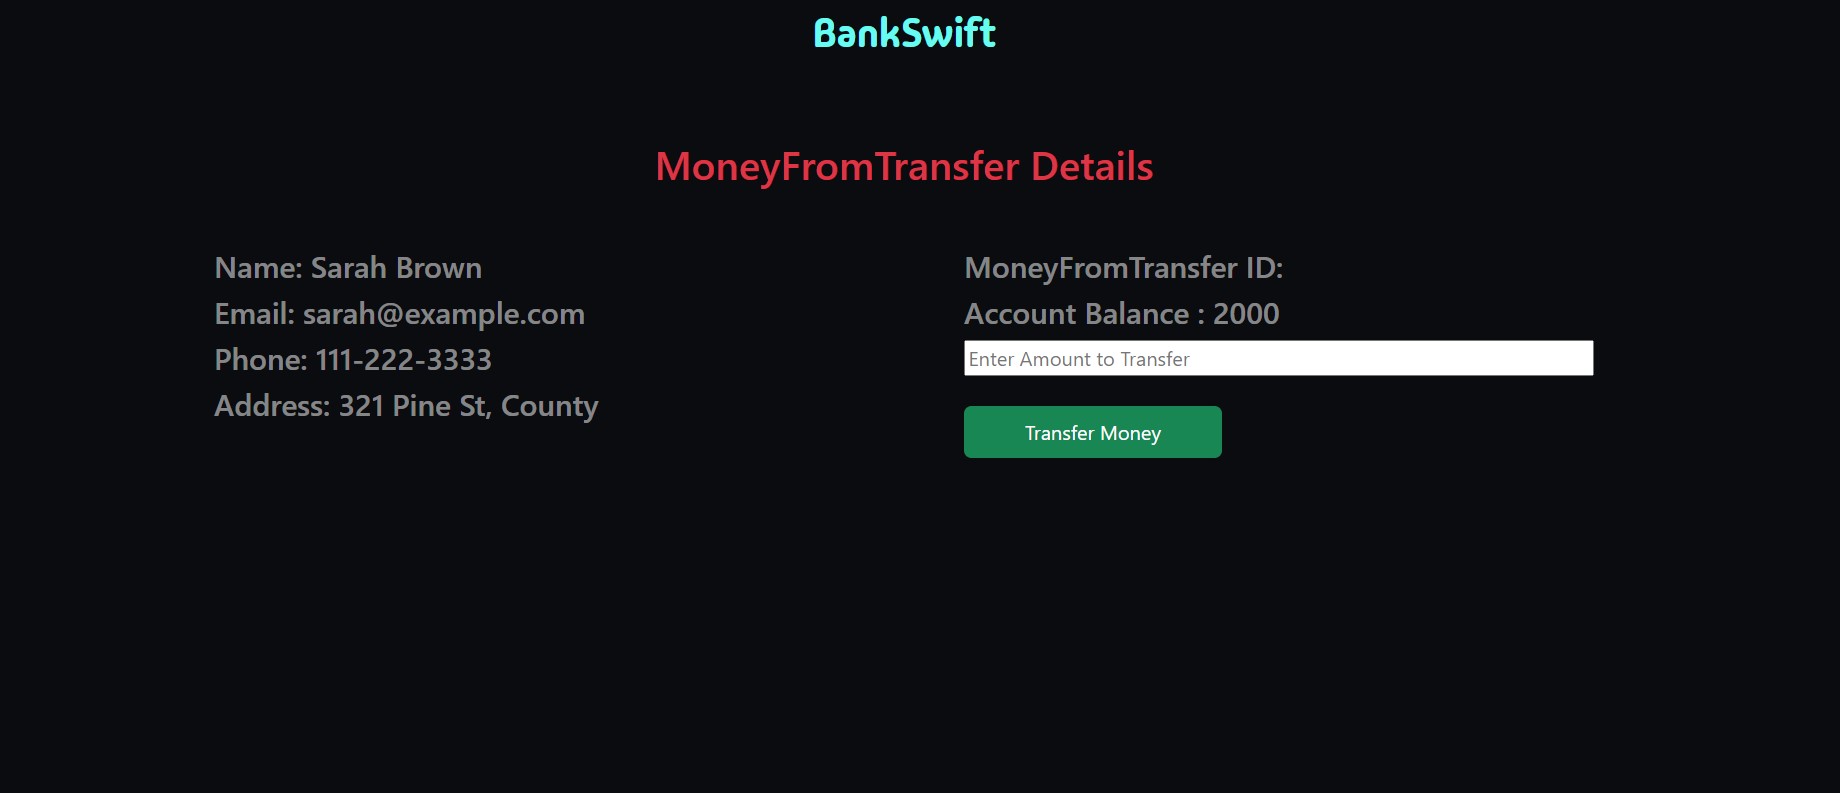 BankSwift
MoneyFromTransfer Details
Name: Sarah Brown
Email: sarah@example.com
Phone: 111-222-3333
Address: 321 Pine St, County
MoneyFromTransfer ID:
Account Balance : 2000
Enter Amount to Transfer
Transfer Money